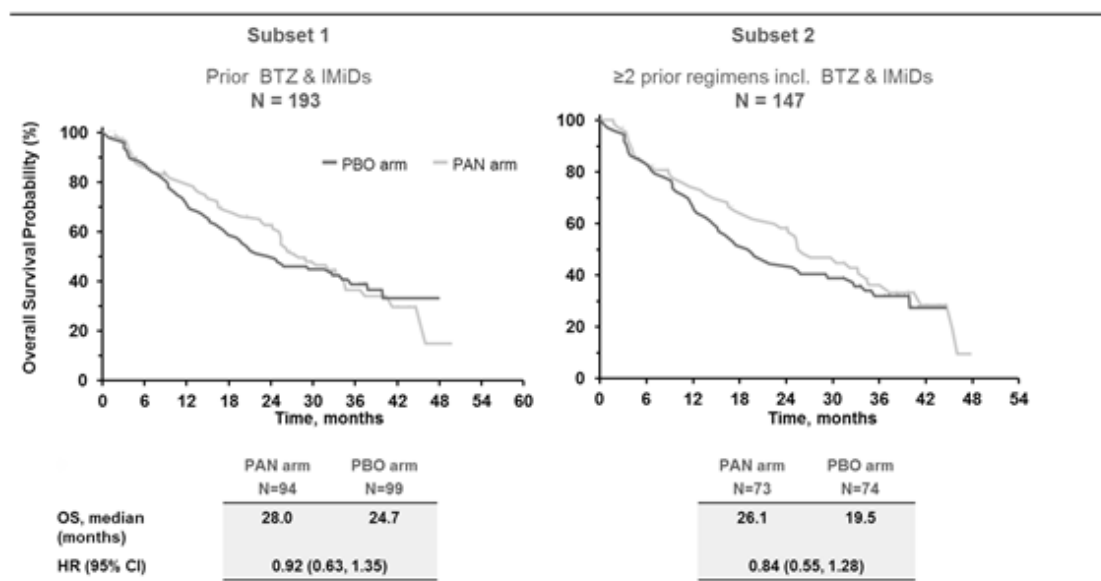 Subset 1
Prior BTZ & IMiDs
N = 193
Overall Survival Probability (%)
100
80
60
40
20
0
PBO arm PAN arm
0 6 12 18 24 30 36 42 48 54 60
Time, months
PAN arm PBO arm
N=94 N=99
OS, median 28.0 24.7
(months)
HR (95% CI) 0.92 (0.63, 1.35)
Subset 2
≥2 prior regimens incl. BTZ & IMiDs
N = 147
100
80
60
40
20
0
0 6 12 18 24 30 36 42 48 54
Time, months
PAN arm PBO arm
N=73 N=74
26.1 19.5
0.84 (0.55, 1.28)